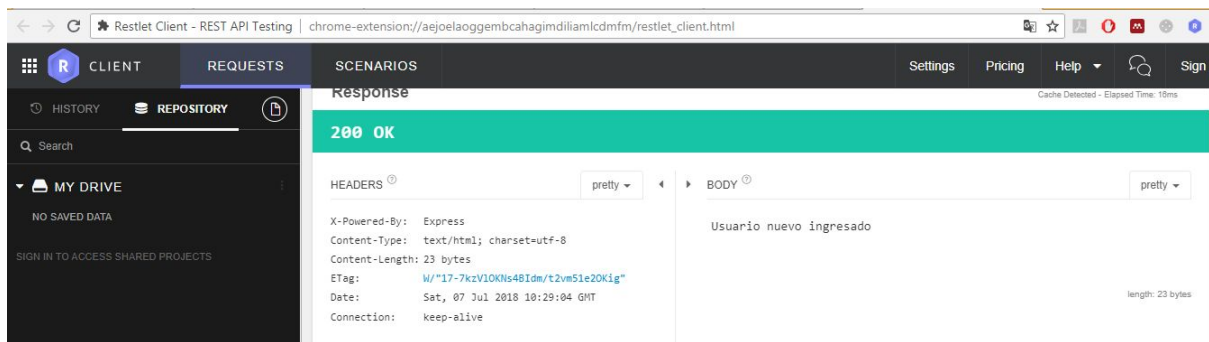 Restlet Client - REST API Testing | chrome-extension://aejoelaoggembcahagimdiliamlcdmfm/restlet_client.html
R CLIENT REQUESTS SCENARIOS Settings Pricing Help Sign
HISTORY REPOSITORY
Search
MY DRIVE
NO SAVED DATA
SIGN IN TO ACCESS SHARED PROJECTS
Response Cache Detected - Elapsed Time: 16ms
200 OK
HEADERS pretty
X-Powered-By: Express
Content-Type: text/html; charset=utf-8
Content-Length: 23 bytes
ETag: W/"17-7kzVlOKNs4BIdm/t2vm51e2OKig"
Date: Sat, 07 Jul 2018 10:29:04 GMT
Connection: keep-alive
BODY pretty
Usuario nuevo ingresado
length: 23 bytes